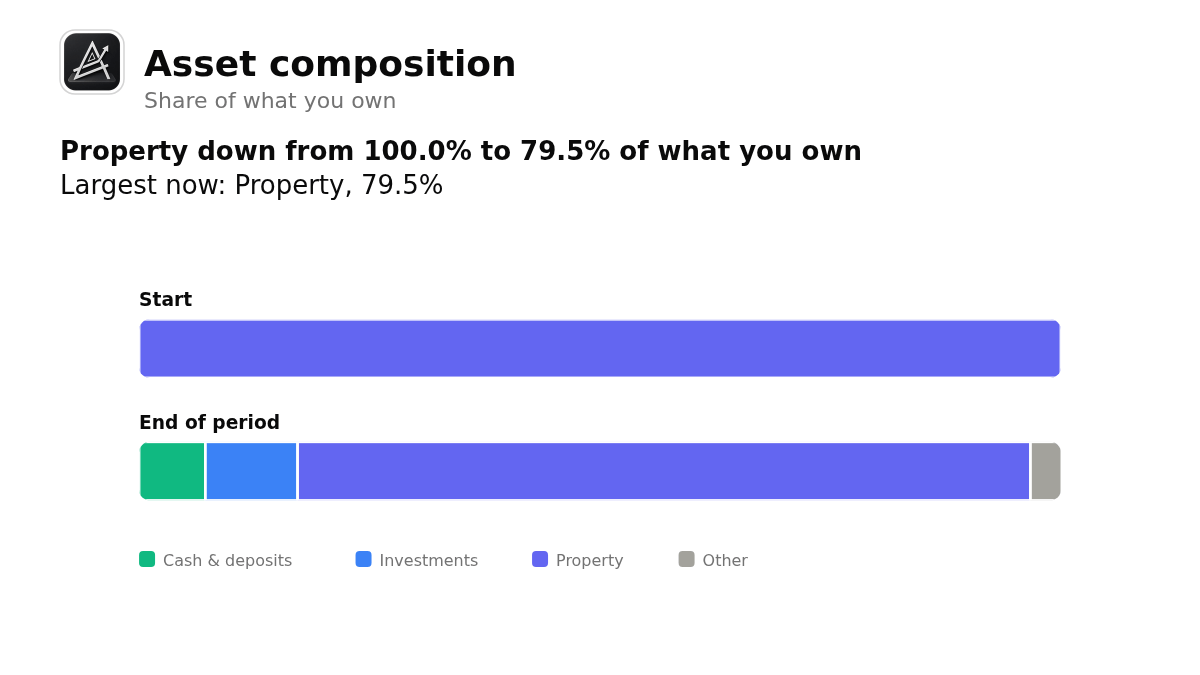 Asset composition
Share of what you own
Property down from 100.0% to 79.5% of what you own
Largest now: Property, 79.5%
Start
End of period
Cash & deposits
Investments
Property
Other